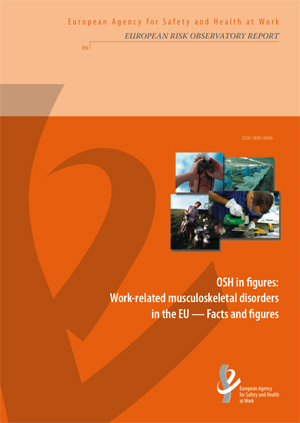 European Agency for Safety and Health at Work
EUROPEAN RISK OBSERVATORY REPORT
EN
ISSN 1830-5946
OSH in figures:
Work-related musculoskeletal disorders
in the EU — Facts and figures
European Agency
for Safety and Health
at Work